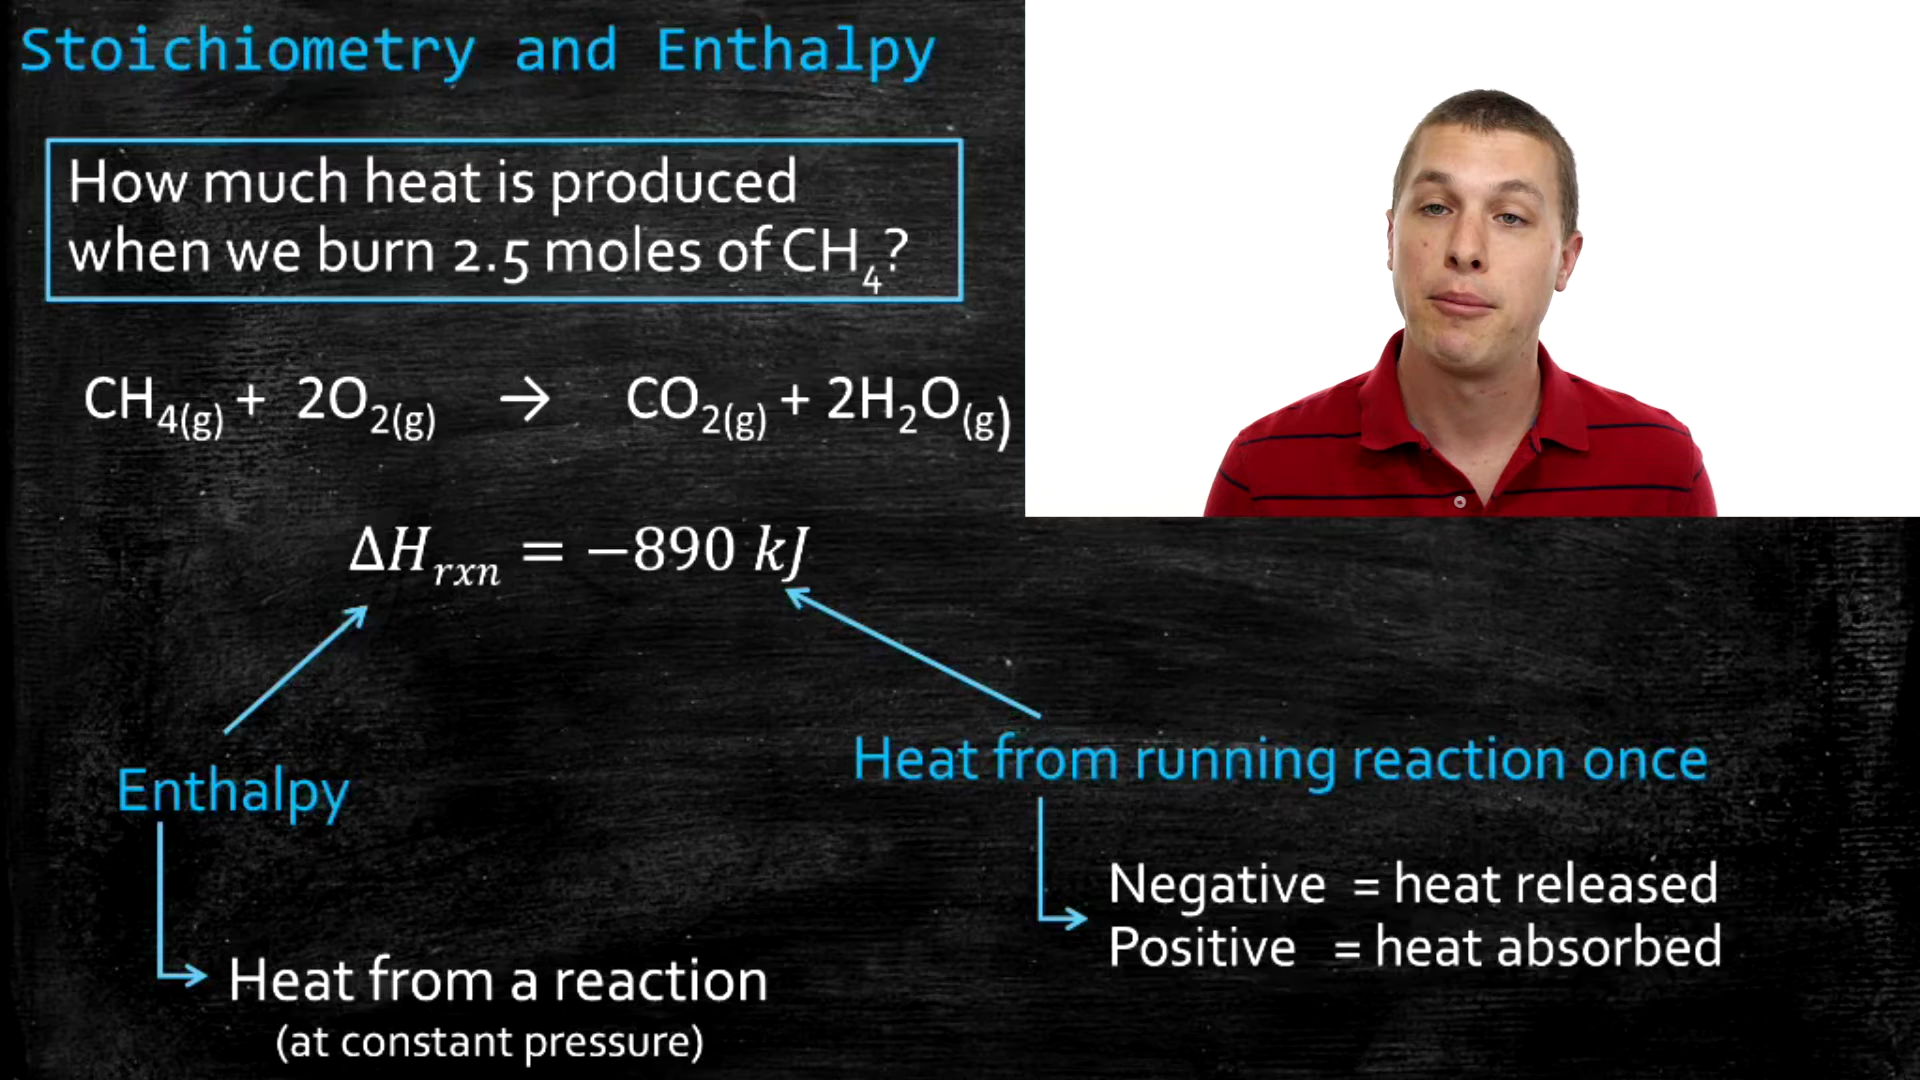 Stoichiometry and Enthalpy
How much heat is produced
when we burn 2.5 moles of CH₄?
CH₄(g) + 2O₂(g) → CO₂(g) + 2H₂O(g)
ΔH rxn = −890 kJ
Heat from running reaction once
Enthalpy
Negative = heat released
Positive = heat absorbed
Heat from a reaction
(at constant pressure)